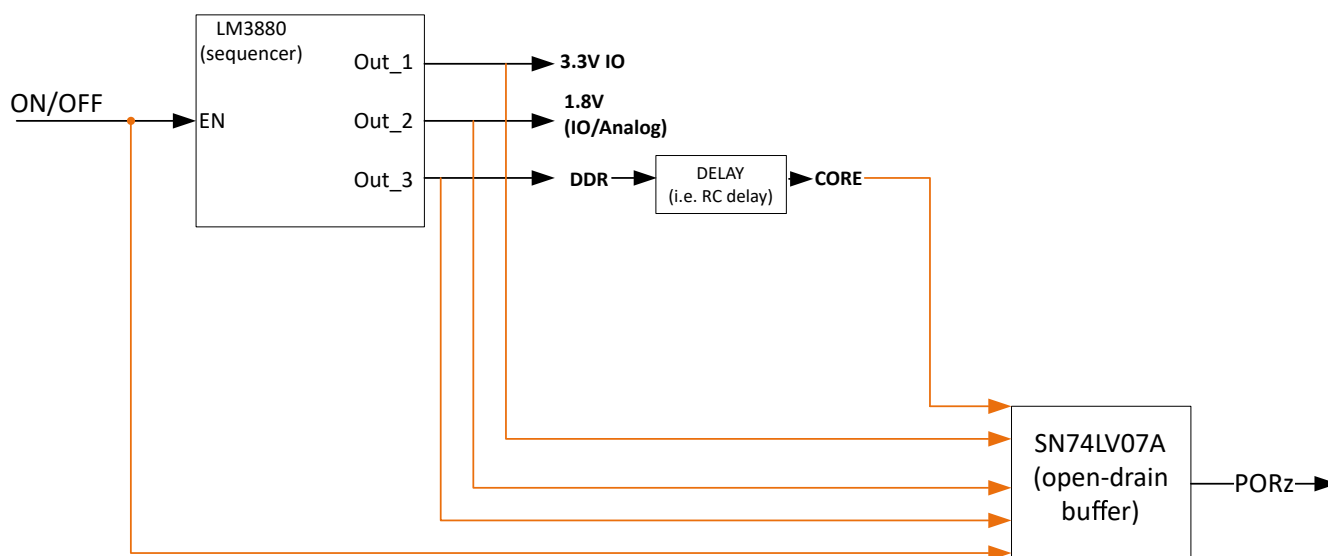 LM3880
(sequencer)
Out_1
3.3V IO
ON/OFF
EN
Out_2
1.8V
(IO/Analog)
Out_3
DDR
DELAY
(i.e. RC delay)
CORE
SN74LV07A
(open-drain
buffer)
PORz